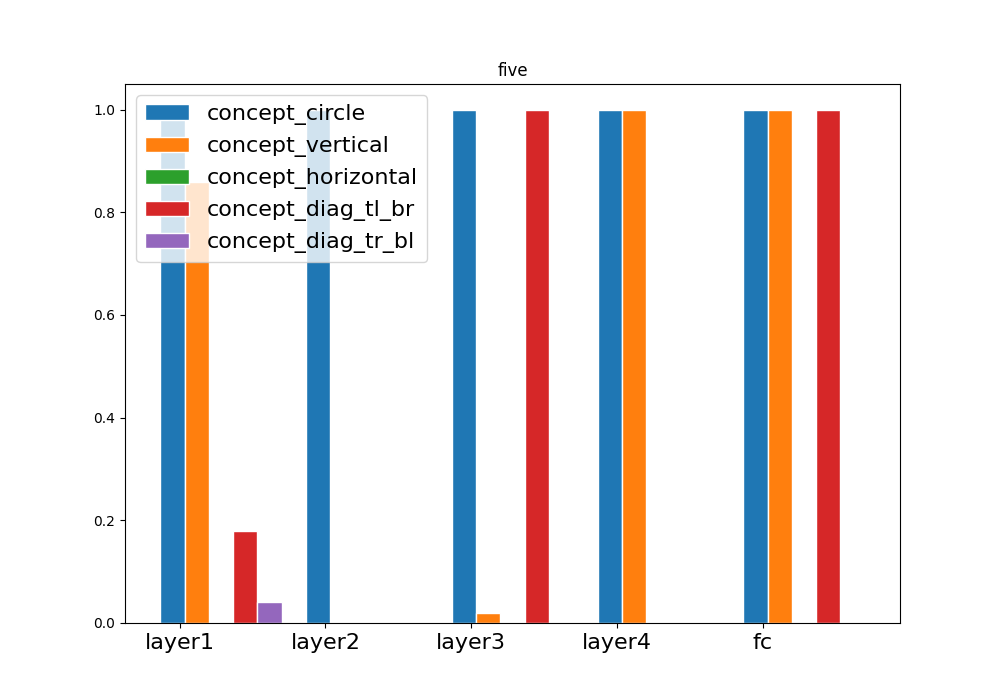 five
1.0
0.8
0.6
0.4
0.2
0.0
concept_circle
concept_vertical
concept_horizontal
concept_diag_tl_br
concept_diag_tr_bl
layer1 layer2 layer3 layer4 fc